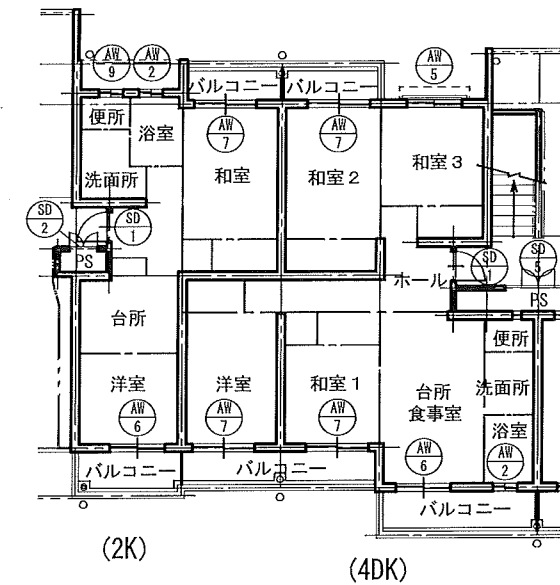 AW
9
AW
2
AW
5
バルコニー
バルコニー
便所
浴室
AW
7
AW
7
和室
和室2
和室3
洗面所
SD
2
SD
1
PS
ホール
SD
1
SD
5
PS
台所
便所
洋室
洋室
和室1
台所
食事室
洗面所
浴室
AW
6
AW
7
AW
7
AW
6
AW
2
バルコニー
バルコニー
バルコニー
(2K)
(4DK)